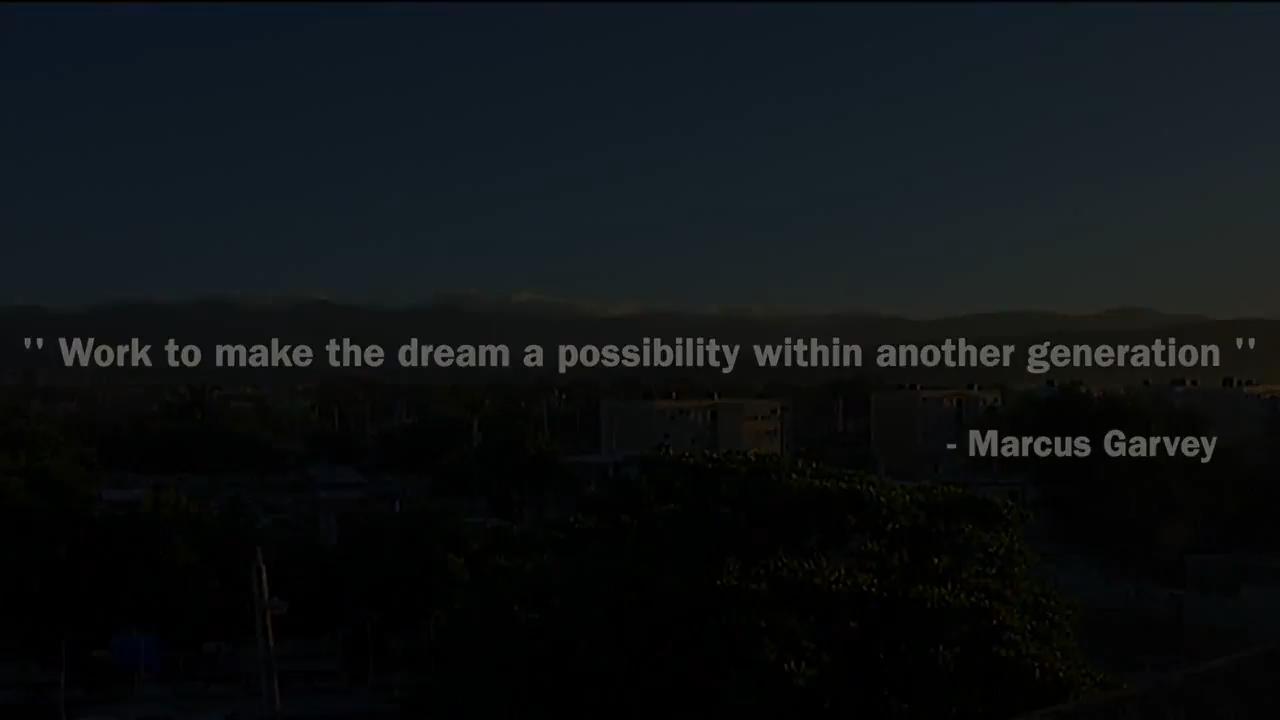 '' Work to make the dream a possibility within another generation ''
- Marcus Garvey